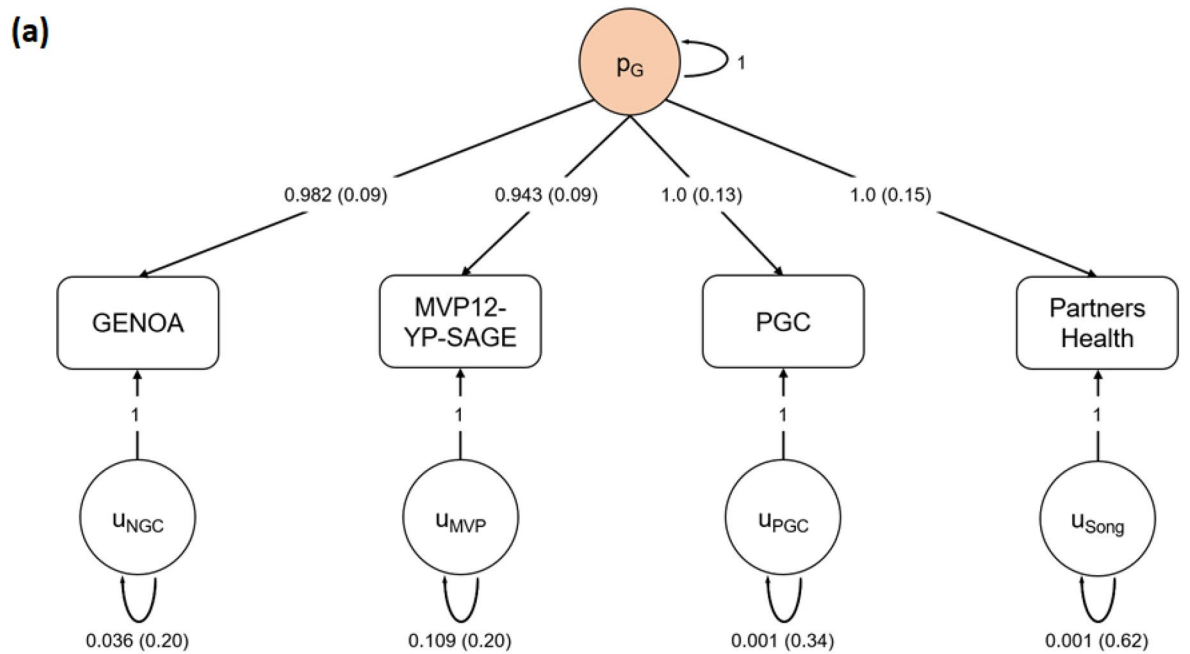 (a)
pG
1
0.982 (0.09)
0.943 (0.09)
1.0 (0.13)
1.0 (0.15)
GENOA
MVP12-
YP-SAGE
PGC
Partners
Health
1
1
1
1
uNGC
uMVP
uPGC
uSong
0.036 (0.20)
0.109 (0.20)
0.001 (0.34)
0.001 (0.62)